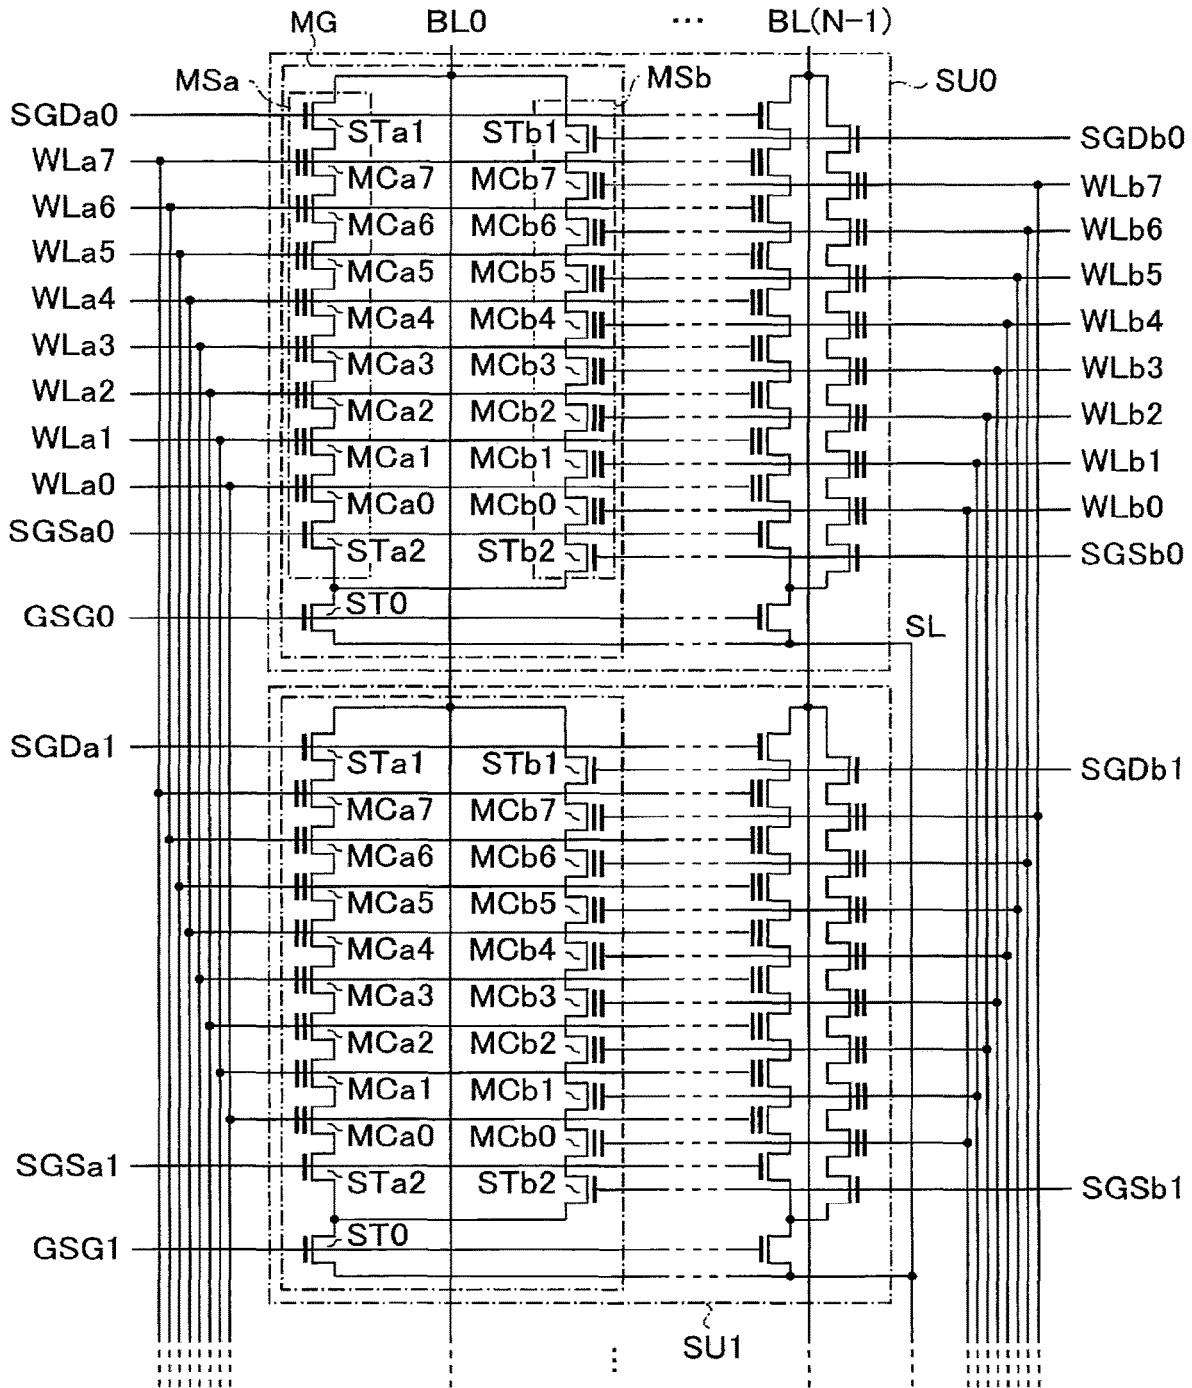 MG BL0 ... BL(N-1)
MSa MSb SU0
SGDa0 STa1 STb1 SGDb0
WLa7 MCa7 MCb7 WLb7
WLa6 MCa6 MCb6 WLb6
WLa5 MCa5 MCb5 WLb5
WLa4 MCa4 MCb4 WLb4
WLa3 MCa3 MCb3 WLb3
WLa2 MCa2 MCb2 WLb2
WLa1 MCa1 MCb1 WLb1
WLa0 MCa0 MCb0 WLb0
SGSa0 STa2 STb2 SGSb0
GSG0 ST0 SL
SGDa1 STa1 STb1 SGDb1
MCa7 MCb7
MCa6 MCb6
MCa5 MCb5
MCa4 MCb4
MCa3 MCb3
MCa2 MCb2
MCa1 MCb1
MCa0 MCb0
SGSa1 STa2 STb2 SGSb1
GSG1 ST0
SU1